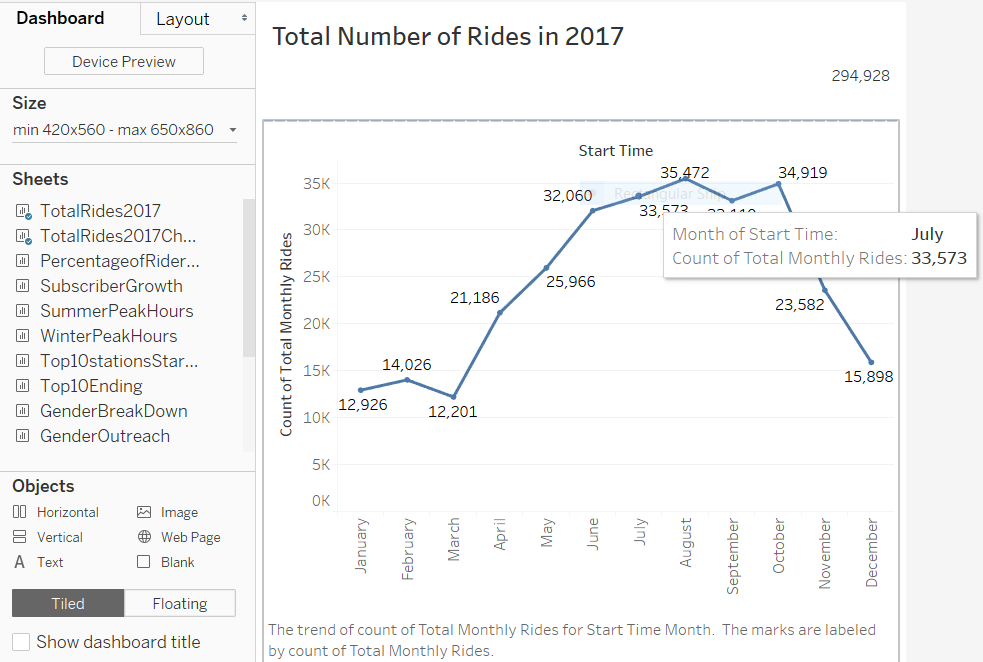 Dashboard
Layout
Device Preview
Size
min 420x560 - max 650x860
Sheets
TotalRides2017
TotalRides2017Ch...
PercentageofRider...
SubscriberGrowth
SummerPeakHours
WinterPeakHours
Top10stationsStar...
Top10Ending
GenderBreakDown
GenderOutreach
Objects
Horizontal
Image
Vertical
Web Page
A Text
Blank
Tiled
Floating
Show dashboard title
Total Number of Rides in 2017
294,928
Start Time
35,472
34,919
35K
32,060
Rectangular Snip
33,573
30K
Month of Start Time: July
Count of Total Monthly Rides: 33,573
25K
25,966
21,186
23,582
20K
15K
14,026
15,898
12,926
12,201
10K
5K
0K
Count of Total Monthly Rides
January
February
March
April
May
June
July
August
September
October
November
December
The trend of count of Total Monthly Rides for Start Time Month. The marks are labeled
by count of Total Monthly Rides.